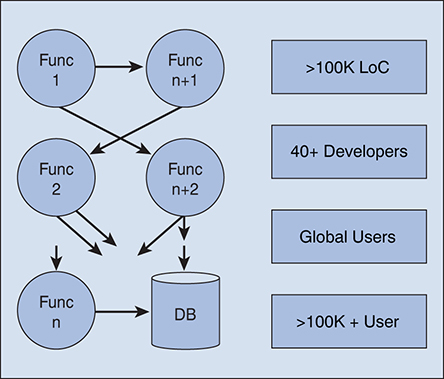 Func
1
Func
n+1
>100K LoC
Func
2
Func
n+2
40+ Developers
Global Users
Func
n
DB
>100K + User